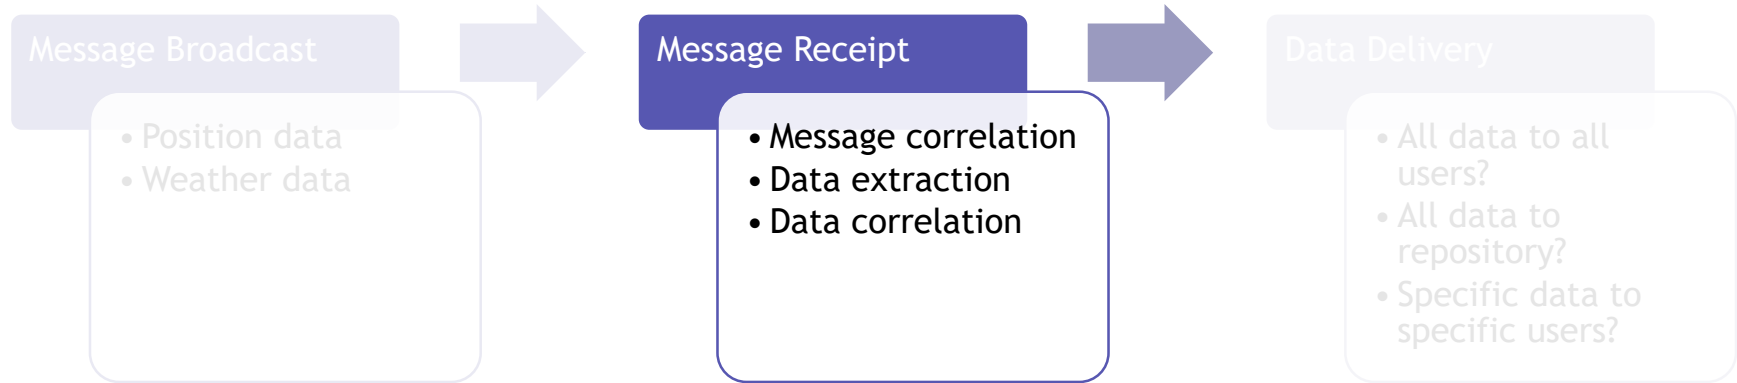 Message Broadcast
• Position data
• Weather data
Message Receipt
• Message correlation
• Data extraction
• Data correlation
Data Delivery
• All data to all
users?
• All data to
repository?
• Specific data to
specific users?